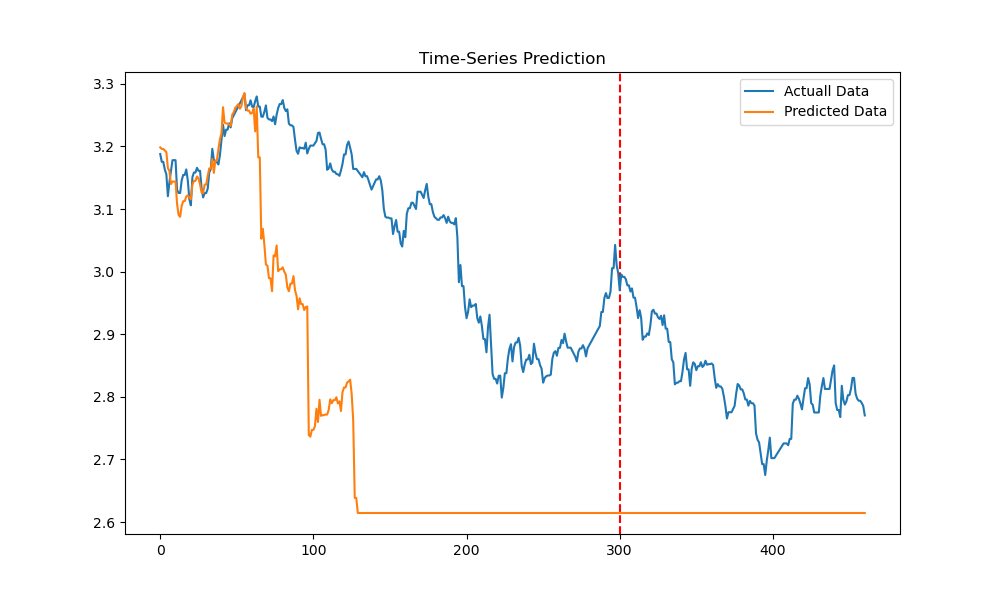 Time-Series Prediction
Actuall Data
Predicted Data
3.3
3.2
3.1
3.0
2.9
2.8
2.7
2.6
0 100 200 300 400